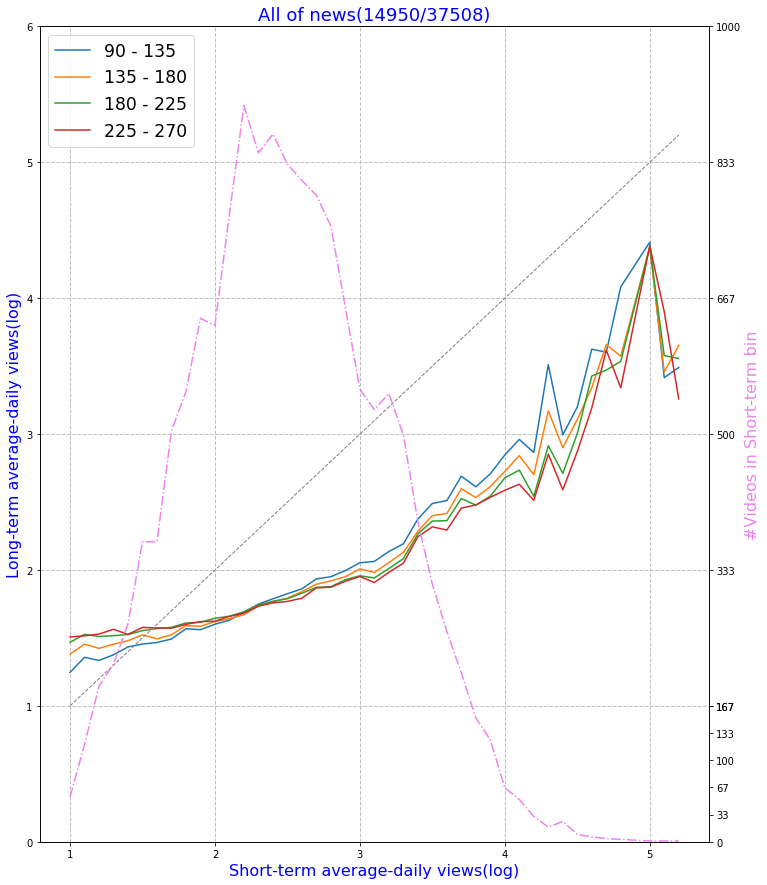 All of news(14950/37508)
90 - 135
135 - 180
180 - 225
225 - 270
Long-term average-daily views(log)
6
5
4
3
2
1
0
1
2
3
4
5
Short-term average-daily views(log)
1000
833
667
500
333
167
133
100
67
33
0
#Videos in Short-term bin